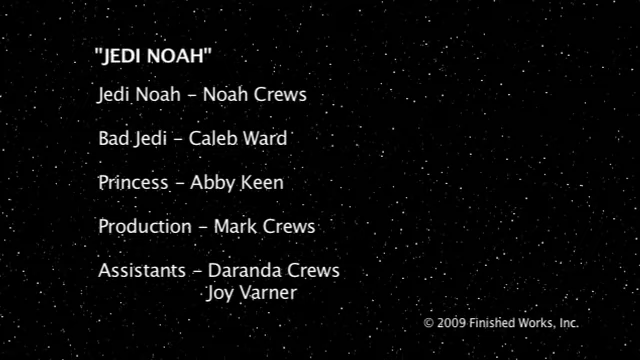 "JEDI NOAH"
Jedi Noah – Noah Crews
Bad Jedi – Caleb Ward
Princess – Abby Keen
Production – Mark Crews
Assistants – Daranda Crews
Joy Varner
© 2009 Finished Works, Inc.